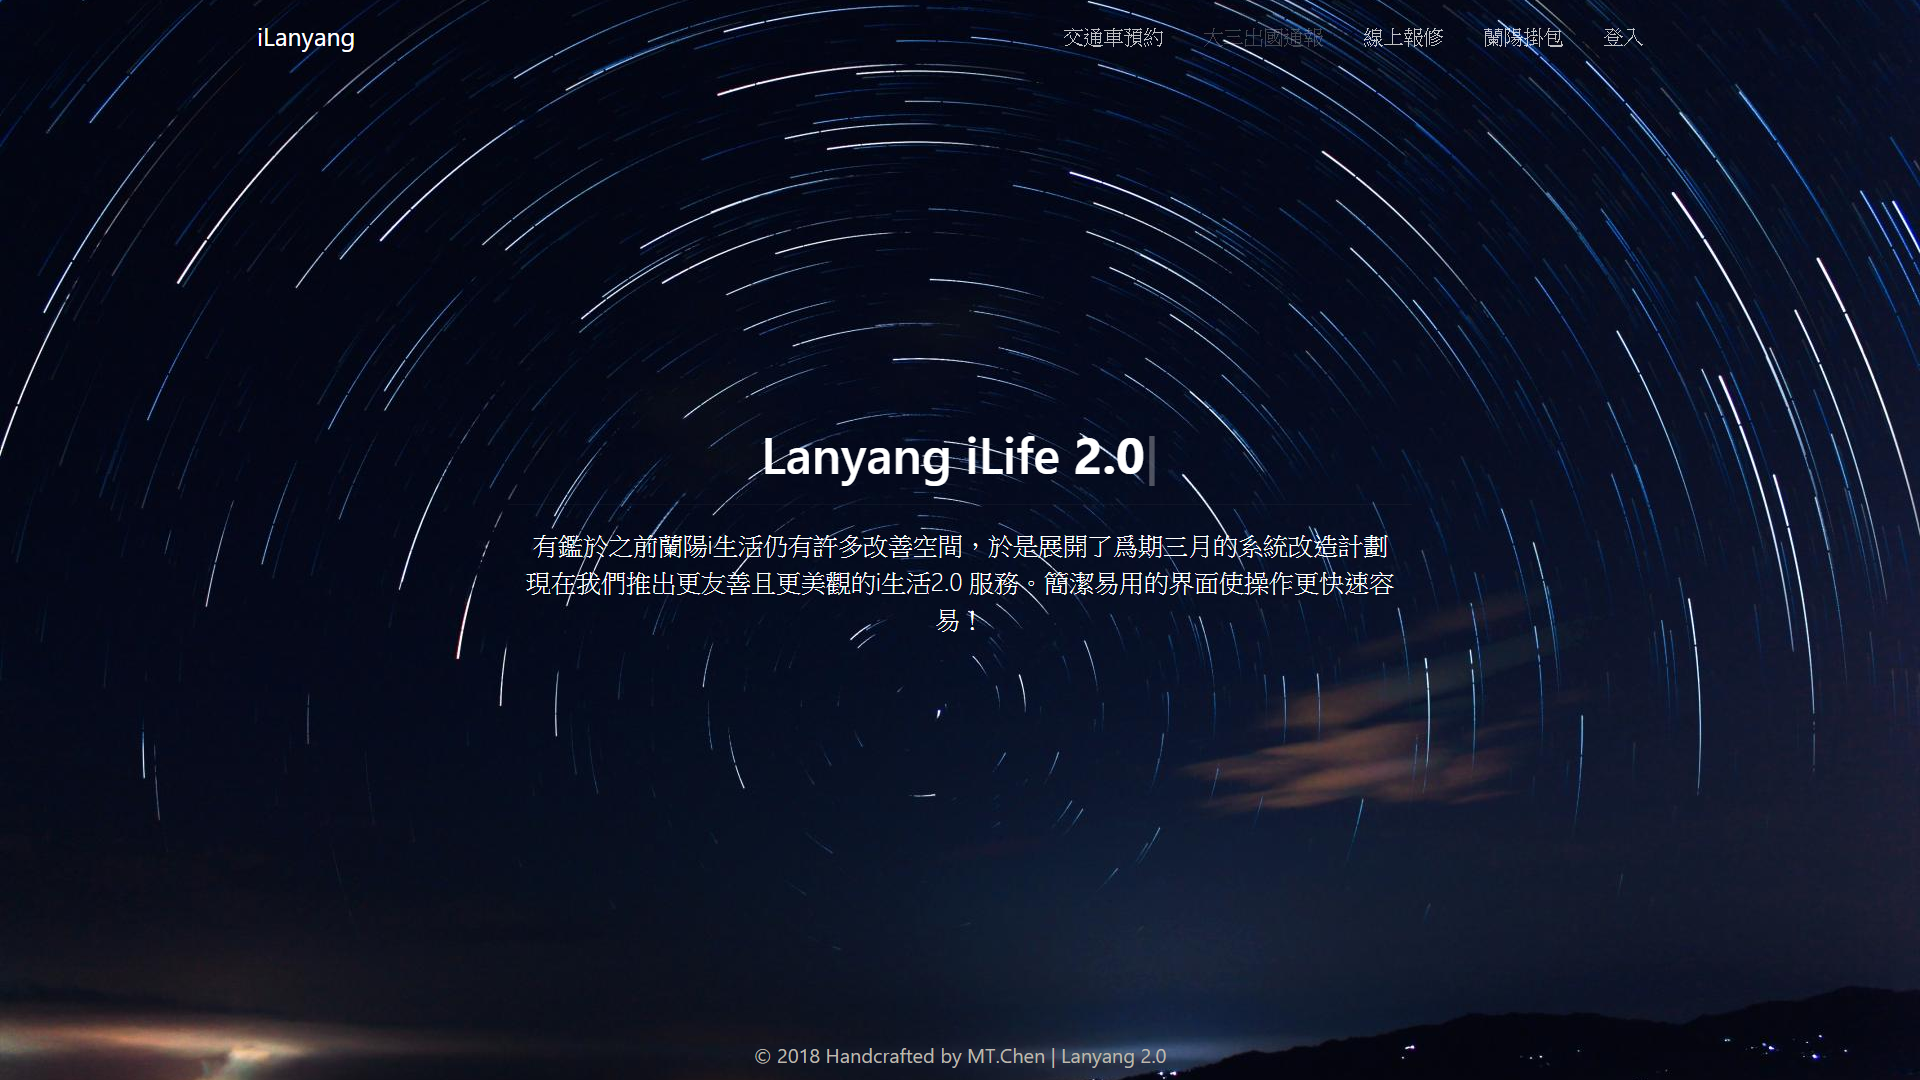 iLanyang
交通車預約 大三出國通報 線上報修 蘭陽掛包 登入
Lanyang iLife 2.0
有鑑於之前蘭陽i生活仍有許多改善空間，於是展開了爲期三月的系統改造計劃
現在我們推出更友善且更美觀的i生活2.0 服務。簡潔易用的界面使操作更快速容
易！
© 2018 Handcrafted by MT.Chen | Lanyang 2.0